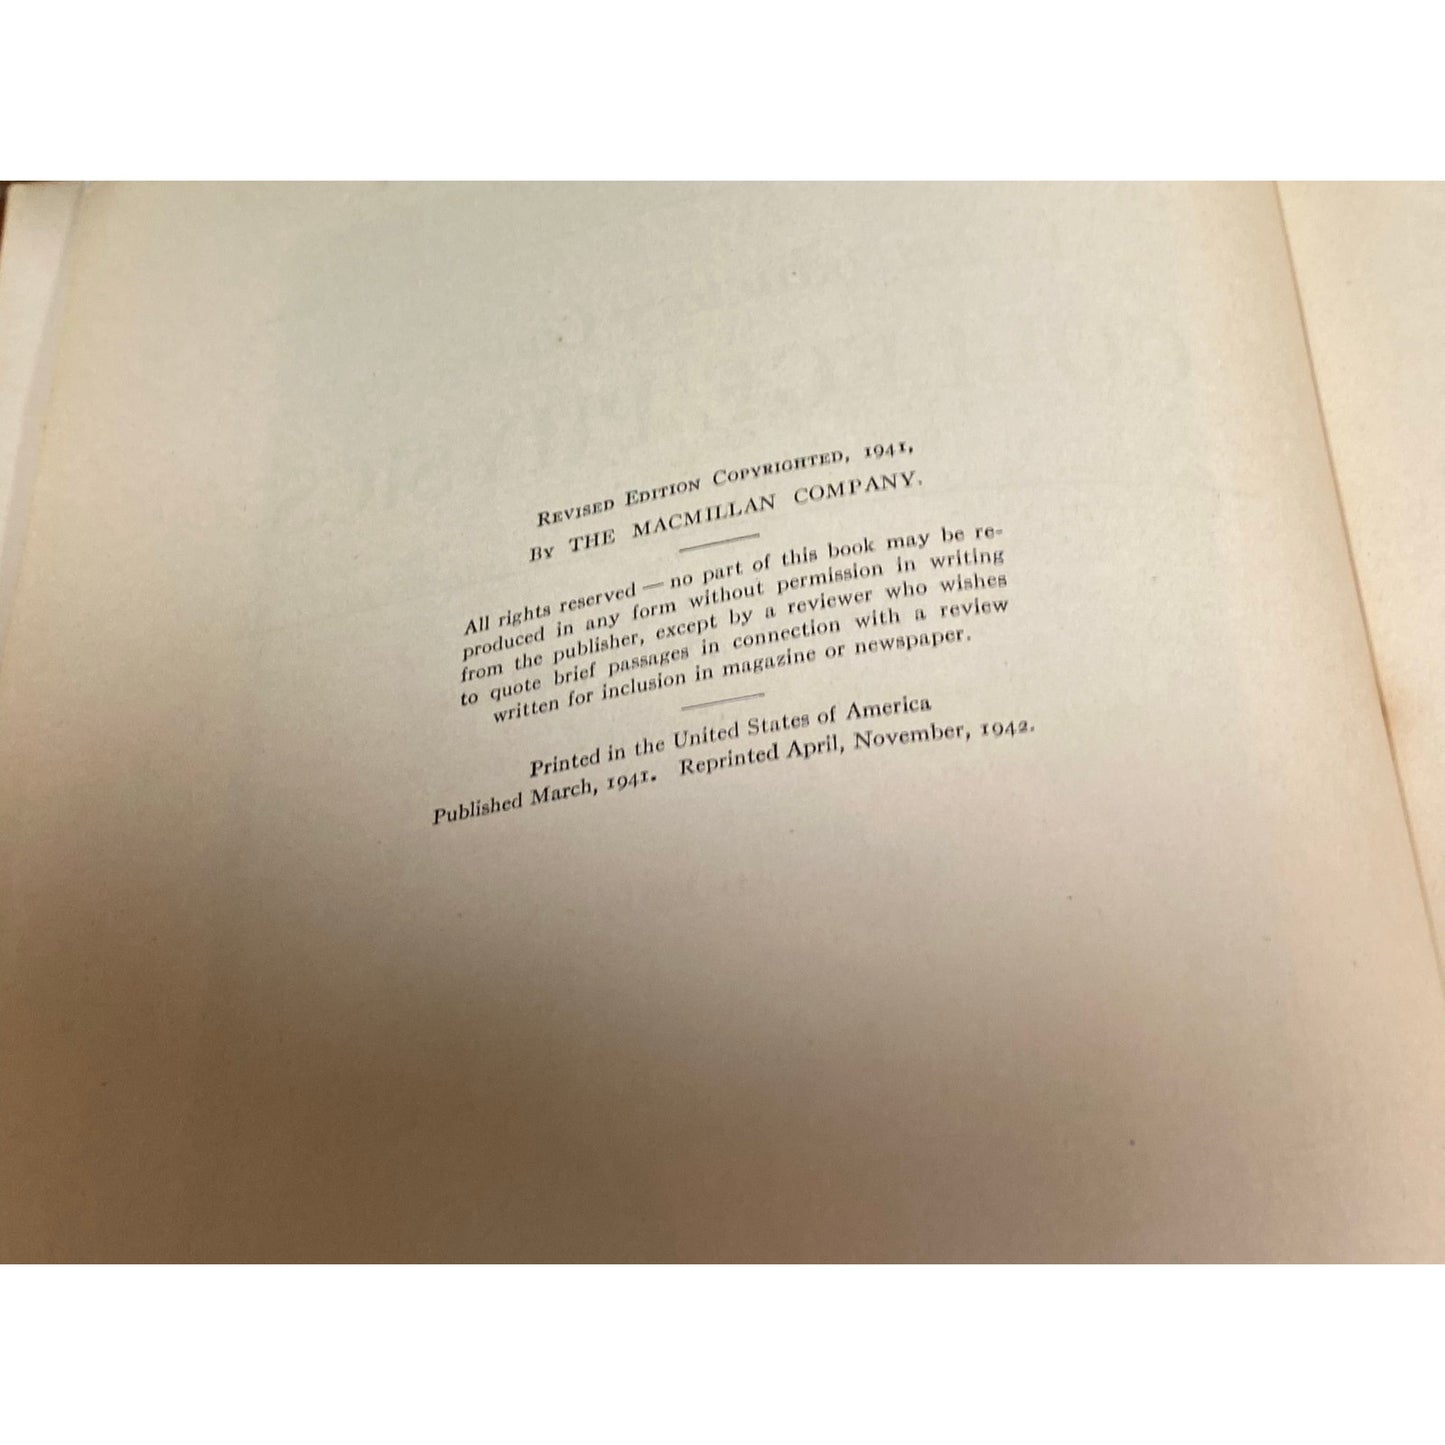 REVISED EDITION COPYRIGHTED, 1941,
BY THE MACMILLAN COMPANY.
All rights reserved — no part of this book may be re-
produced in any form without permission in writing
from the publisher, except by a reviewer who wishes
to quote brief passages in connection with a review
written for inclusion in magazine or newspaper.
Printed in the United States of America
Published March, 1941. Reprinted April, November, 1942.